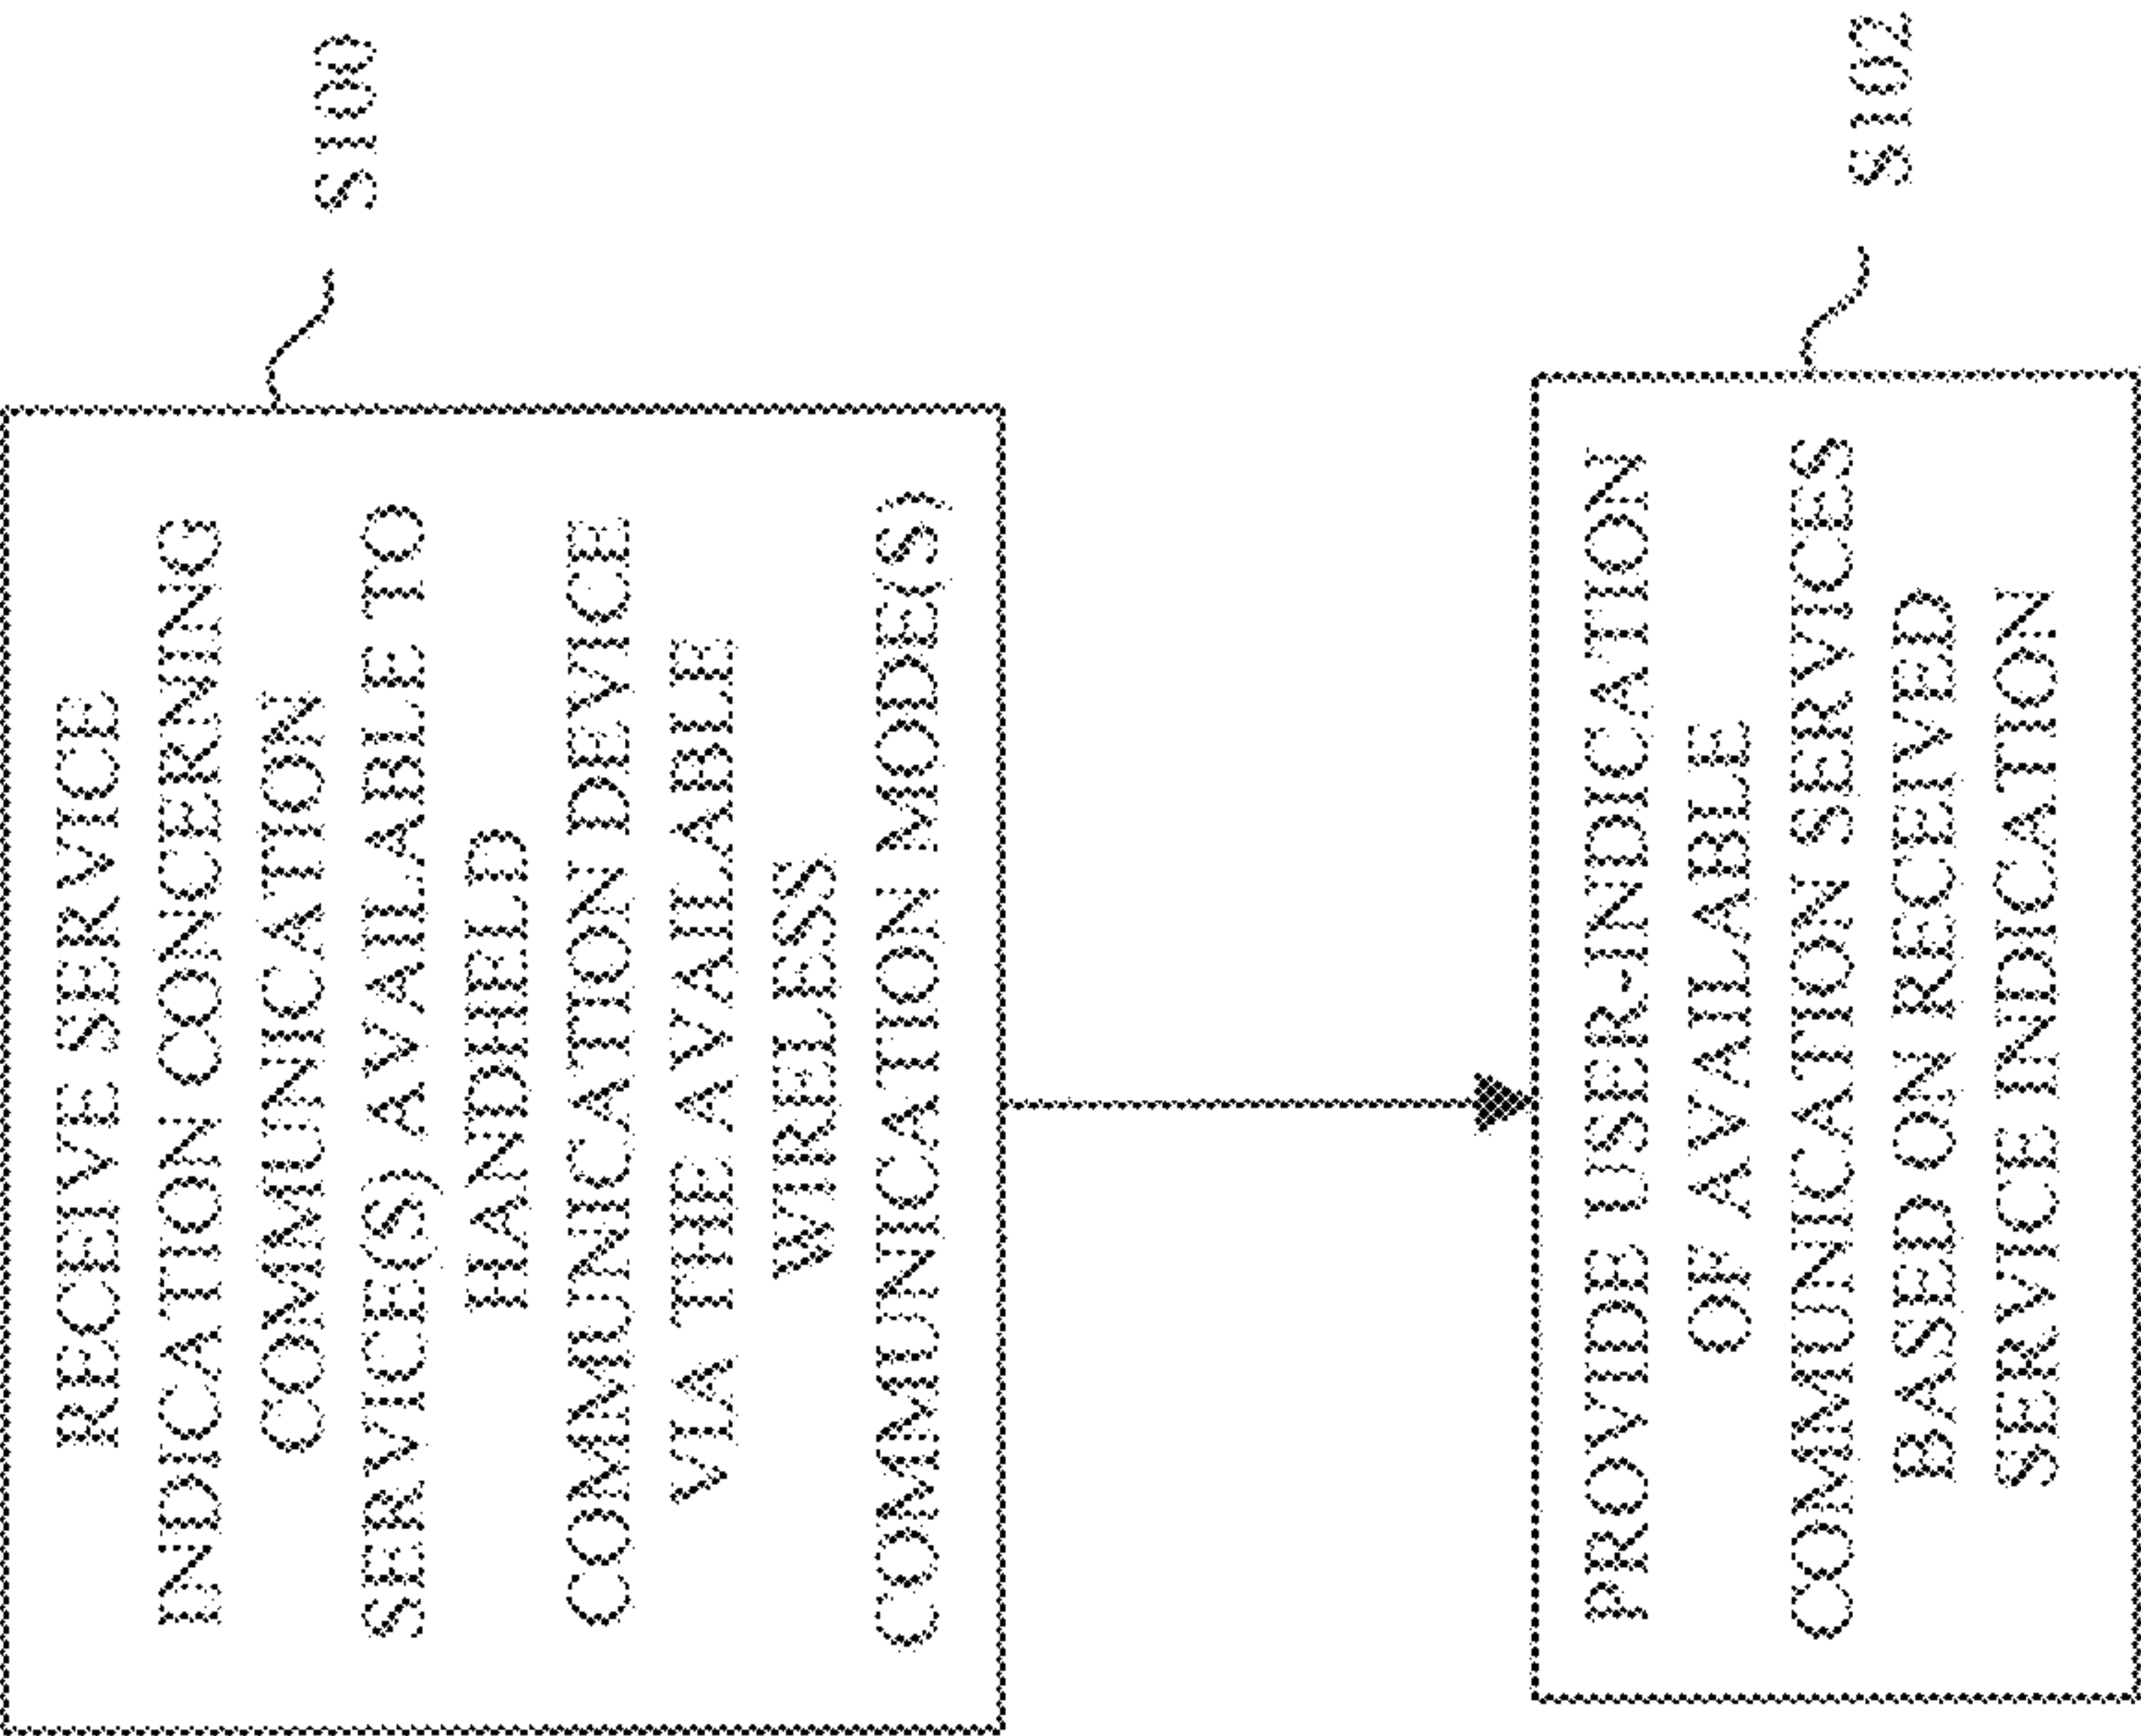 RECEIVE SERVICE
INDICATION CONCERNING
COMMUNICATION
SERVICE(S) AVAILABLE TO
HANDHELD
COMMUNICATION DEVICE
VIA THE AVAILABLE
WIRELESS
COMMUNICATION MODE(S)
S100
PROVIDE USER-INDICATION
OF AVAILABLE
COMMUNICATION SERVICES
BASED ON RECEIVED
SERVICE INDICATION
S102